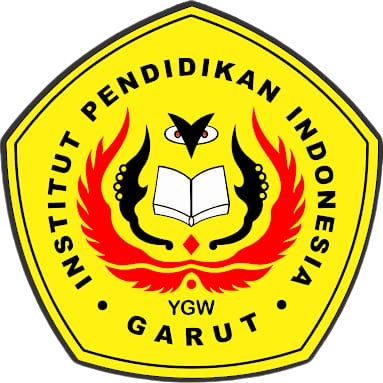 INSTITUT PENDIDIKAN INDONESIA
YGW
• GARUT •